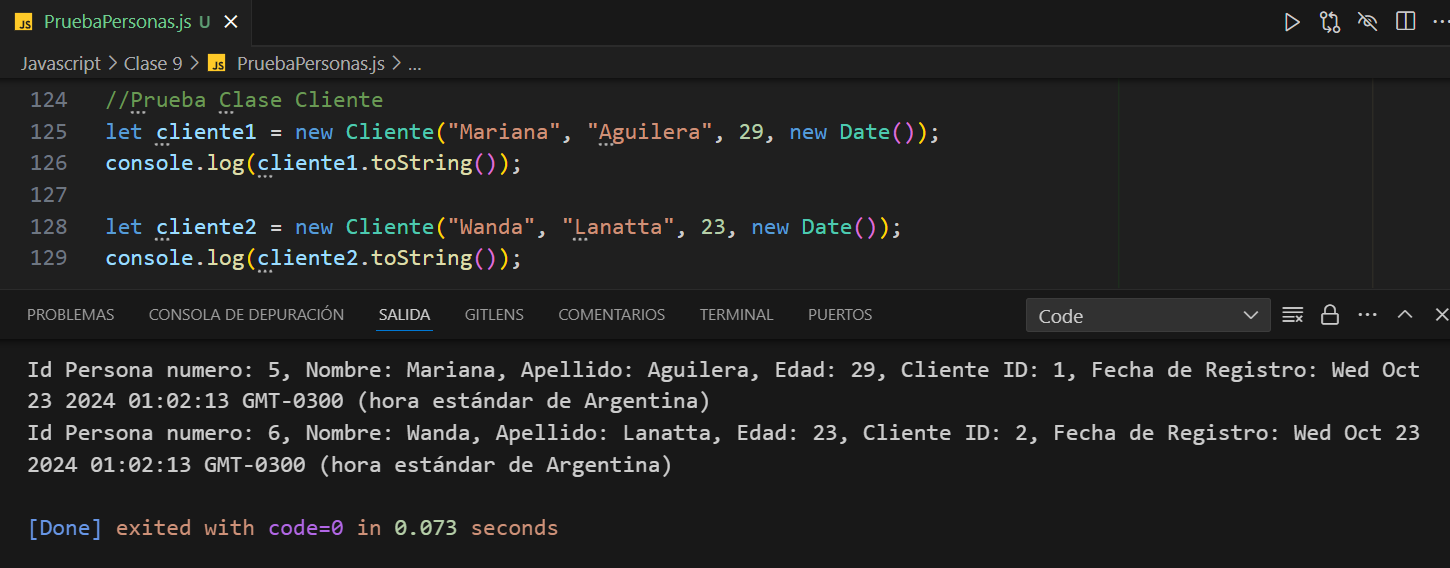 JS PruebaPersonas.js U
Javascript > Clase 9 > JS PruebaPersonas.js > ...
124 //Prueba Clase Cliente
125 let cliente1 = new Cliente("Mariana", "Aguilera", 29, new Date());
126 console.log(cliente1.toString());
127
128 let cliente2 = new Cliente("Wanda", "Lanatta", 23, new Date());
129 console.log(cliente2.toString());
PROBLEMAS CONSOLA DE DEPURACIÓN SALIDA GITLENS COMENTARIOS TERMINAL PUERTOS Code
Id Persona numero: 5, Nombre: Mariana, Apellido: Aguilera, Edad: 29, Cliente ID: 1, Fecha de Registro: Wed Oct
23 2024 01:02:13 GMT-0300 (hora estándar de Argentina)
Id Persona numero: 6, Nombre: Wanda, Apellido: Lanatta, Edad: 23, Cliente ID: 2, Fecha de Registro: Wed Oct 23
2024 01:02:13 GMT-0300 (hora estándar de Argentina)
[Done] exited with code=0 in 0.073 seconds